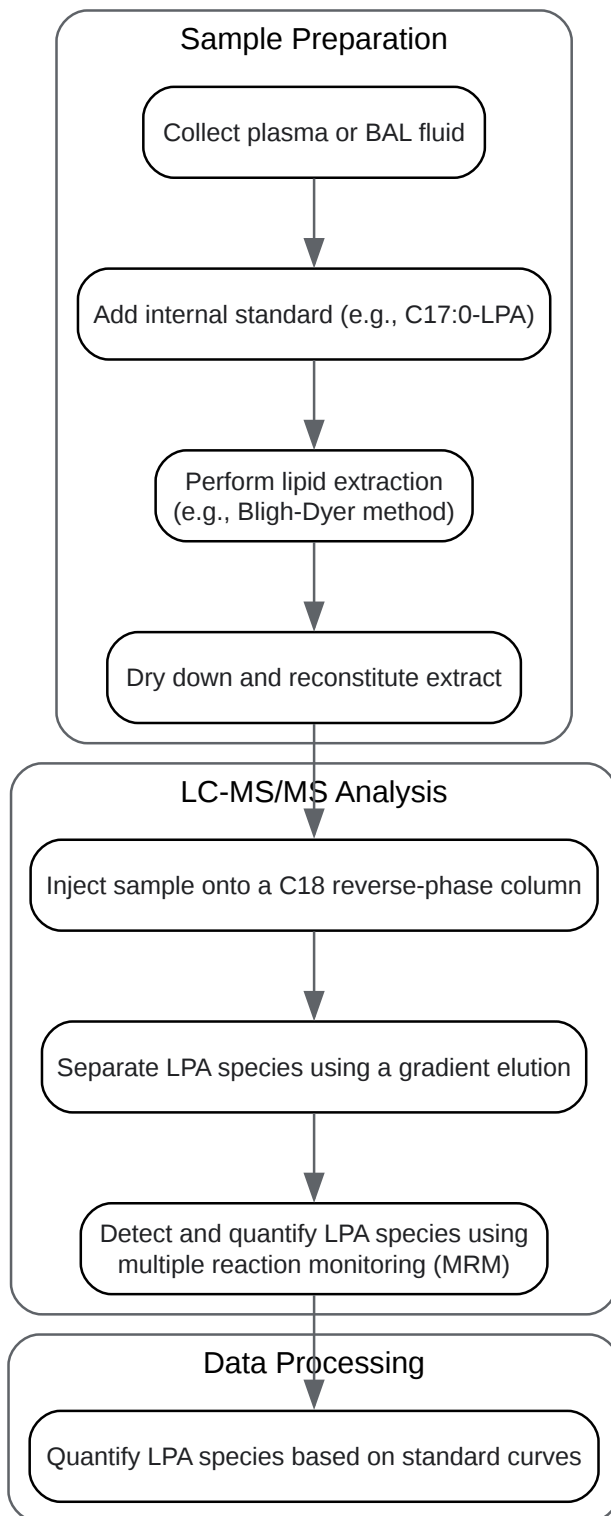 Sample Preparation
Collect plasma or BAL fluid
Add internal standard (e.g., C17:0-LPA)
Perform lipid extraction
(e.g., Bligh-Dyer method)
Dry down and reconstitute extract
LC-MS/MS Analysis
Inject sample onto a C18 reverse-phase column
Separate LPA species using a gradient elution
Detect and quantify LPA species using
multiple reaction monitoring (MRM)
Data Processing
Quantify LPA species based on standard curves